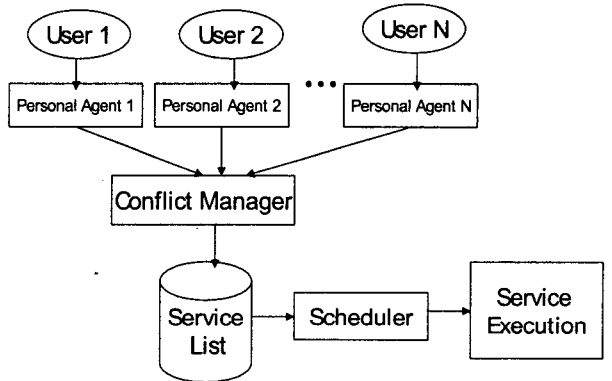 User 1
User 2
User N
Personal Agent 1
Personal Agent 2
Personal Agent N
Conflict Manager
Service
List
Scheduler
Service
Execution